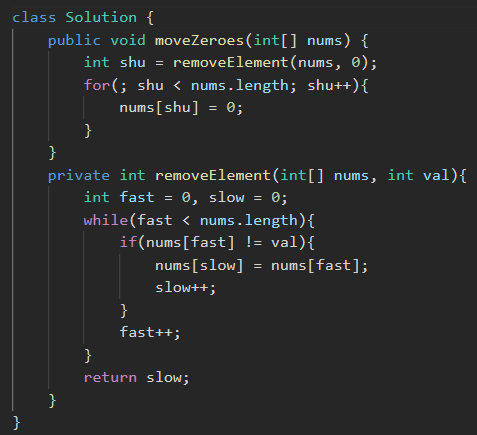 class Solution {
    public void moveZeroes(int[] nums) {
        int shu = removeElement(nums, 0);
        for(; shu < nums.length; shu++){
            nums[shu] = 0;
        }
    }
    private int removeElement(int[] nums, int val){
        int fast = 0, slow = 0;
        while(fast < nums.length){
            if(nums[fast] != val){
                nums[slow] = nums[fast];
                slow++;
            }
            fast++;
        }
        return slow;
    }
}